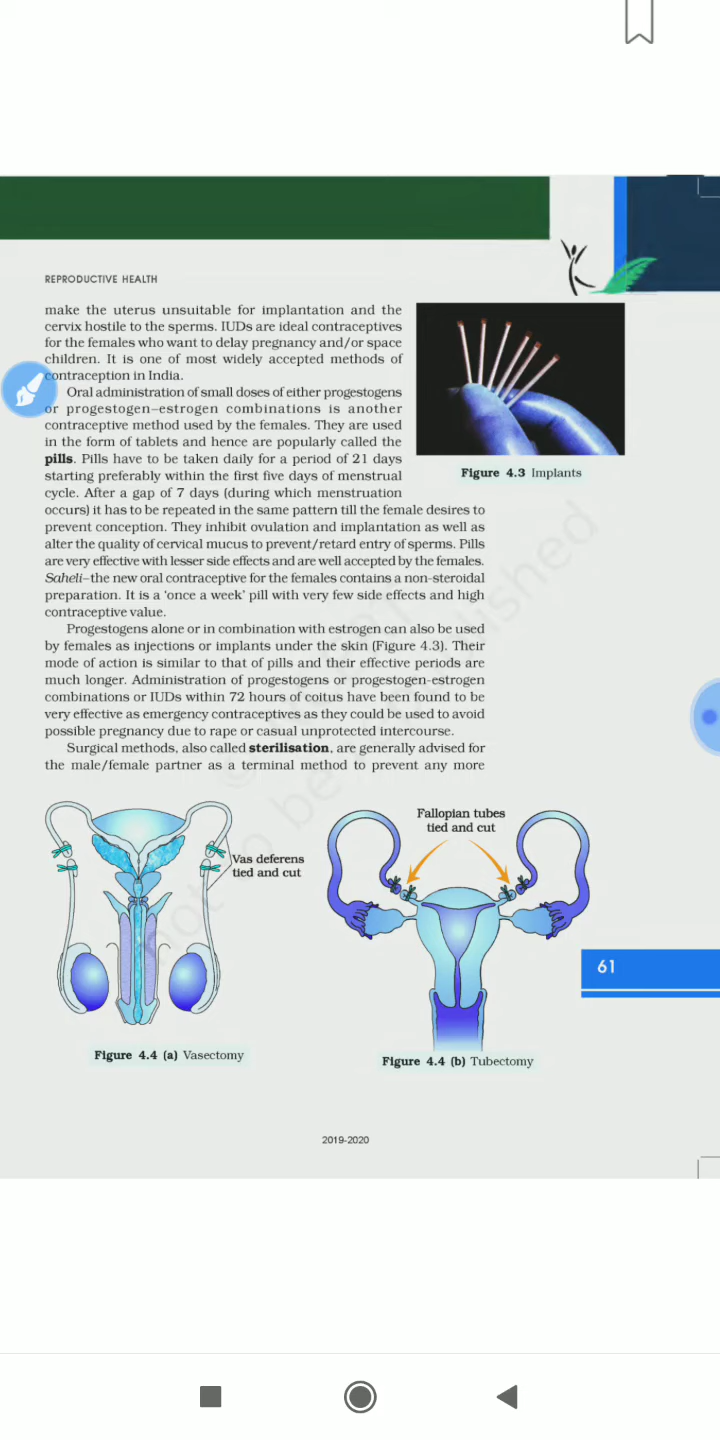 REPRODUCTIVE HEALTH
make the uterus unsuitable for implantation and the
cervix hostile to the sperms. IUDs are ideal contraceptives
for the females who want to delay pregnancy and/or space
children. It is one of most widely accepted methods of
contraception in India.
Oral administration of small doses of either progestogens
or progestogen–estrogen combinations is another
contraceptive method used by the females. They are used
in the form of tablets and hence are popularly called the
pills. Pills have to be taken daily for a period of 21 days
starting preferably within the first five days of menstrual
cycle. After a gap of 7 days (during which menstruation
occurs) it has to be repeated in the same pattern till the female desires to
prevent conception. They inhibit ovulation and implantation as well as
alter the quality of cervical mucus to prevent/retard entry of sperms. Pills
are very effective with lesser side effects and are well accepted by the females.
Saheli–the new oral contraceptive for the females contains a non-steroidal
preparation. It is a 'once a week' pill with very few side effects and high
contraceptive value.
Progestogens alone or in combination with estrogen can also be used
by females as injections or implants under the skin (Figure 4.3). Their
mode of action is similar to that of pills and their effective periods are
much longer. Administration of progestogens or progestogen-estrogen
combinations or IUDs within 72 hours of coitus have been found to be
very effective as emergency contraceptives as they could be used to avoid
possible pregnancy due to rape or casual unprotected intercourse.
Surgical methods, also called sterilisation, are generally advised for
the male/female partner as a terminal method to prevent any more
Figure 4.3 Implants
Vas deferens
tied and cut
Fallopian tubes
tied and cut
Figure 4.4 (a) Vasectomy
Figure 4.4 (b) Tubectomy
61
2019-2020
not to be